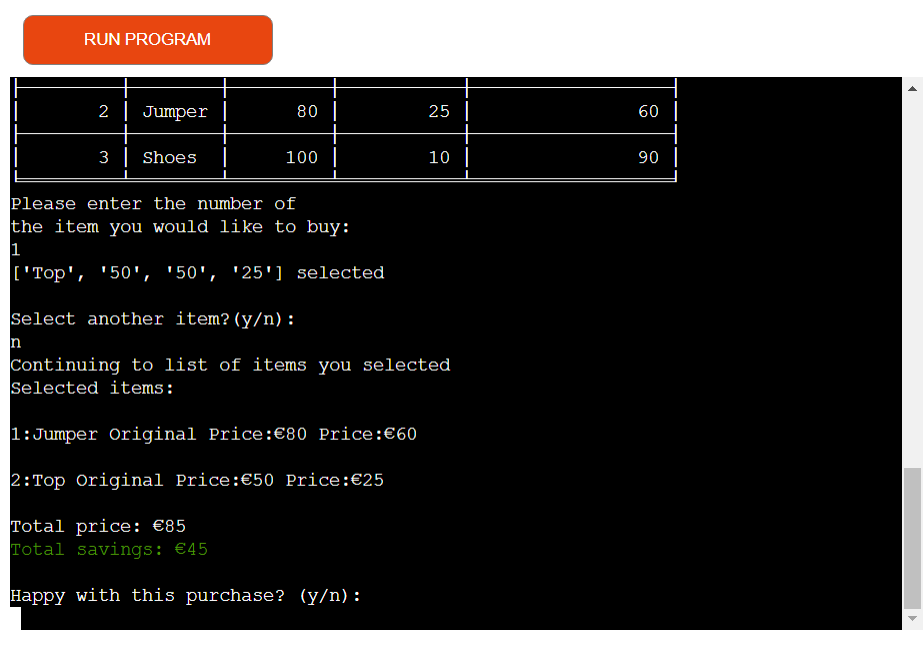 RUN PROGRAM
2 Jumper 80 25 60
3 Shoes 100 10 90
Please enter the number of
the item you would like to buy:
1
['Top', '50', '50', '25'] selected
Select another item?(y/n):
n
Continuing to list of items you selected
Selected items:
1:Jumper Original Price:€80 Price:€60
2:Top Original Price:€50 Price:€25
Total price: €85
Total savings: €45
Happy with this purchase? (y/n):